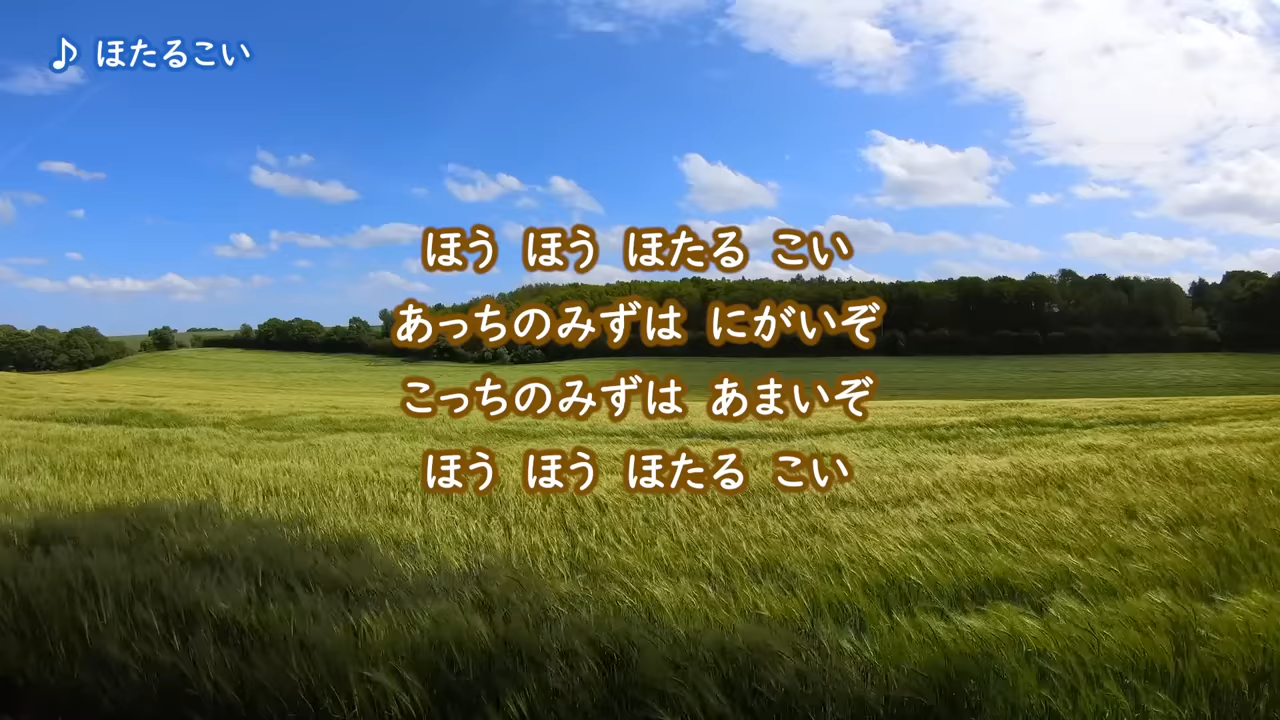 ♪ ほたるこい
ほう ほう ほたる こい
あっちのみずは にがいぞ
こっちのみずは あまいぞ
ほう ほう ほたる こい